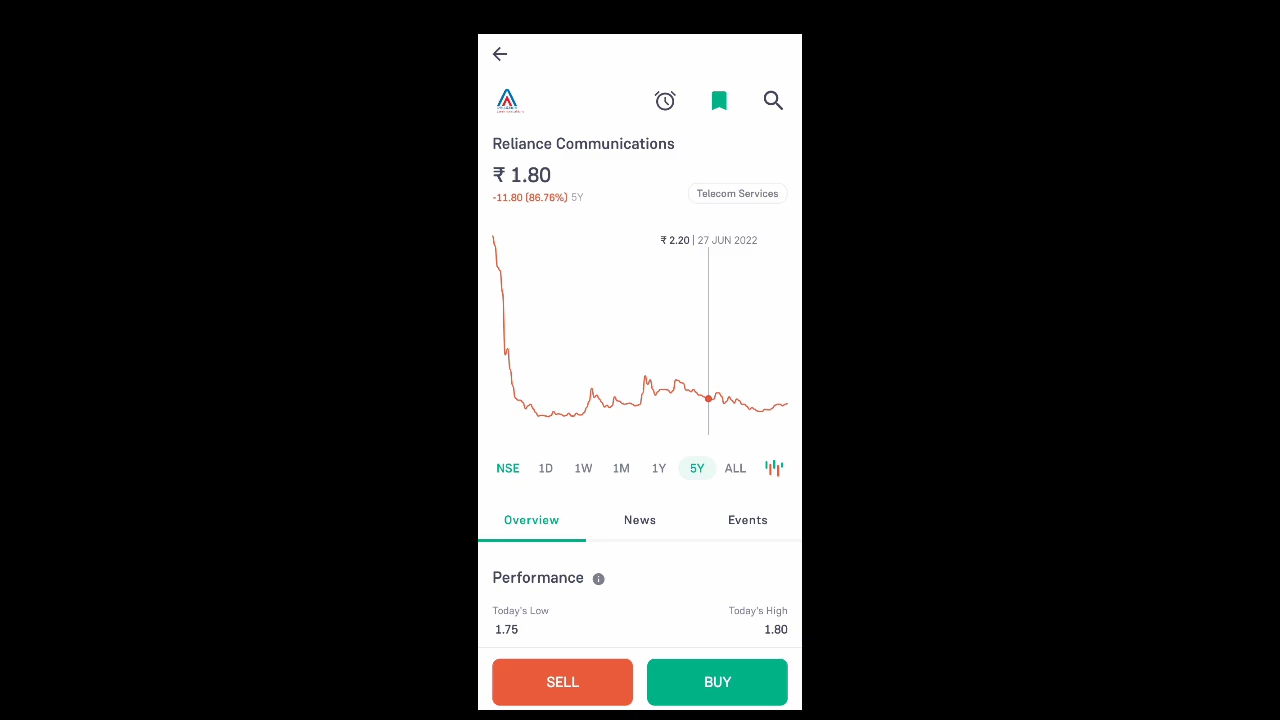 Reliance Communications
₹ 1.80
-11.80 (86.76%) 5Y
Telecom Services
₹ 2.20 | 27 JUN 2022
NSE 1D 1W 1M 1Y 5Y ALL
Overview News Events
Performance
Today's Low Today's High
1.75 1.80
SELL BUY